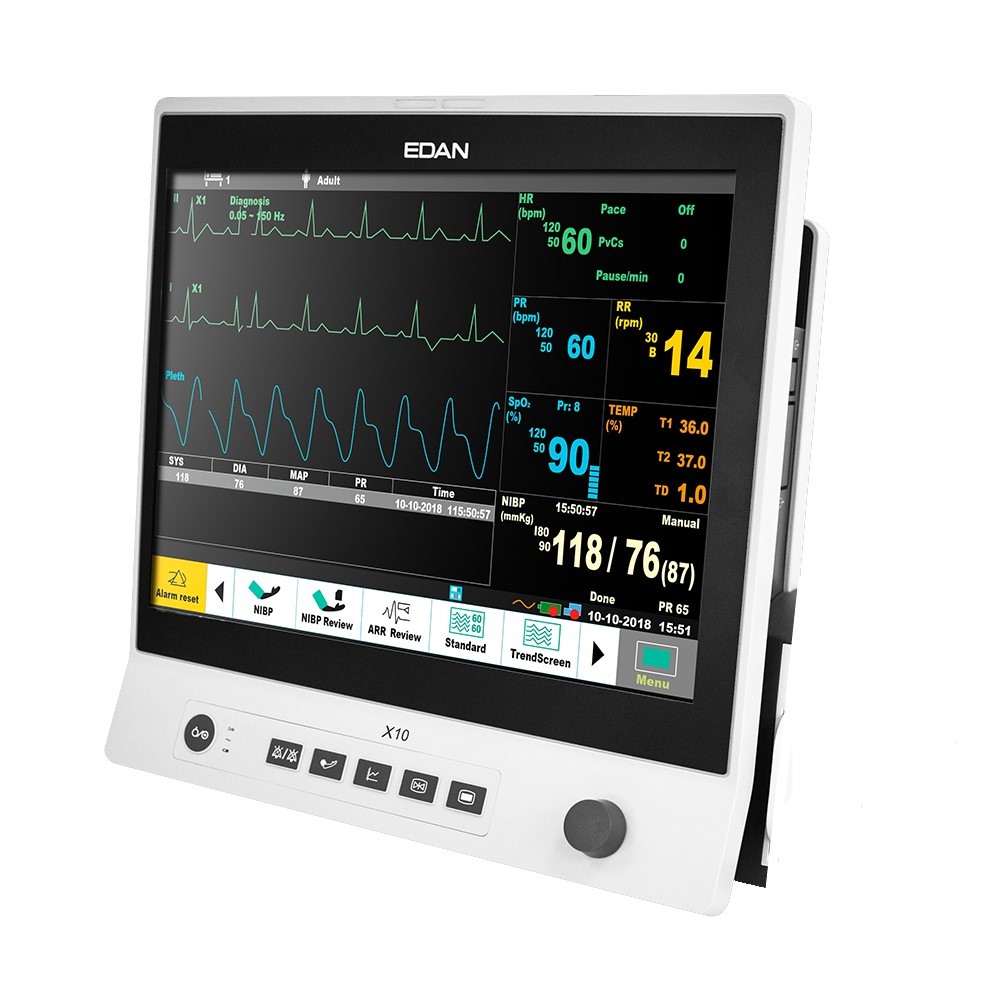 EDAN
1 Adult
II X1 Diagnosis
0.05 ~ 150 Hz
I X1
Pleth
SYS DIA MAP PR Time
118 76 87 65 10-10-2018 115:50:57
HR
(bpm)
120
50
60
Pace Off
PvCs 0
Pause/min 0
PR
(bpm)
120
50
60
RR
(rpm)
30
8
14
SpO₂
(%)
Pr: 8
120
50
90
TEMP
(%)
T1 36.0
T2 37.0
TD 1.0
NIBP
(mmKg)
15:50:57
Manual
I80
90
118 / 76 (87)
Done PR 65
10-10-2018 15:51
Alarm reset
NIBP
NIBP Review
ARR Review
60
60
Standard
TrendScreen
Menu
X10